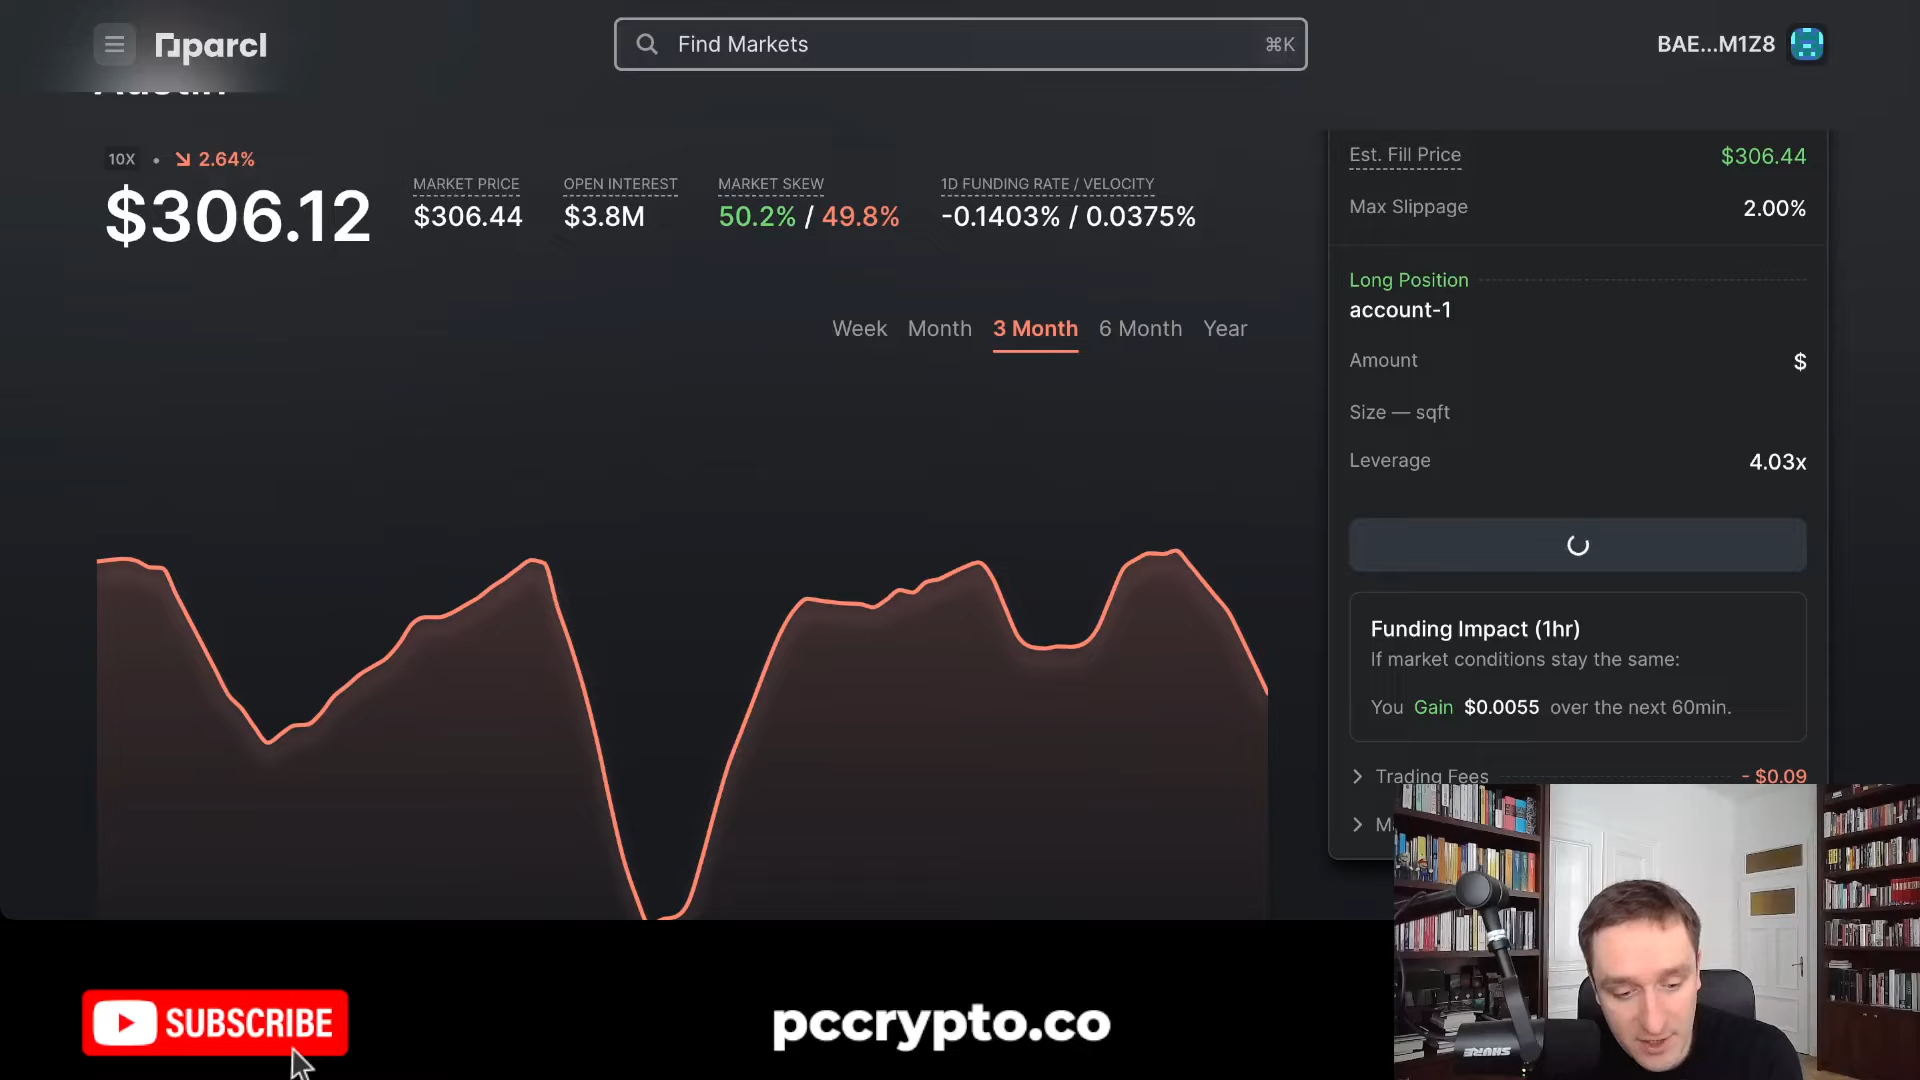 parcl
Find Markets
⌘K
BAE...M1Z8
Austin
10X • 2.64%
$306.12
MARKET PRICE
$306.44
OPEN INTEREST
$3.8M
MARKET SKEW
50.2% / 49.8%
1D FUNDING RATE / VELOCITY
-0.1403% / 0.0375%
Week Month 3 Month 6 Month Year
Est. Fill Price $306.44
Max Slippage 2.00%
Long Position
account-1
Amount $
Size — sqft
Leverage 4.03x
Funding Impact (1hr)
If market conditions stay the same:
You Gain $0.0055 over the next 60min.
Trading Fees - $0.09
SUBSCRIBE
pccrypto.co
SHURE